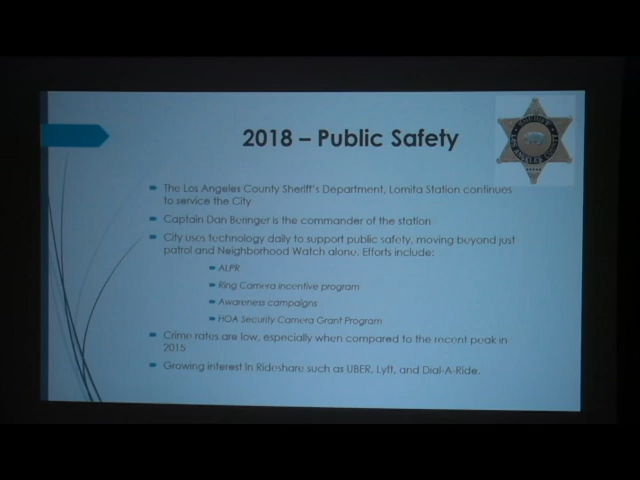 2018 – Public Safety
The Los Angeles County Sheriff's Department, Lomita Station continues
to service the City
Captain Dan Beringer is the commander of the station
City uses technology daily to support public safety, moving beyond just
patrol and Neighborhood Watch alone. Efforts include:
ALPR
Ring Camera incentive program
Awareness campaigns
HOA Security Camera Grant Program
Crime rates are low, especially when compared to the recent peak in
2015
Growing interest in Rideshare such as UBER, Lyft, and Dial-A-Ride.